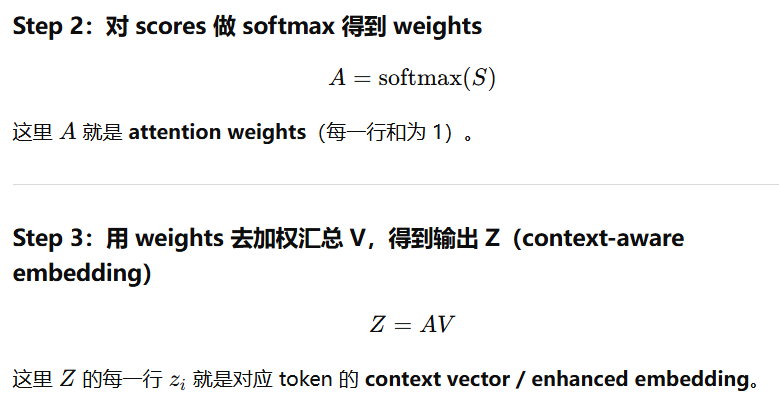 Step 2：对 scores 做 softmax 得到 weights
A = softmax(S)
这里 A 就是 attention weights（每一行和为 1）。
Step 3：用 weights 去加权汇总 V，得到输出 Z（context-aware
embedding）
Z = AV
这里 Z 的每一行 zᵢ 就是对应 token 的 context vector / enhanced embedding。